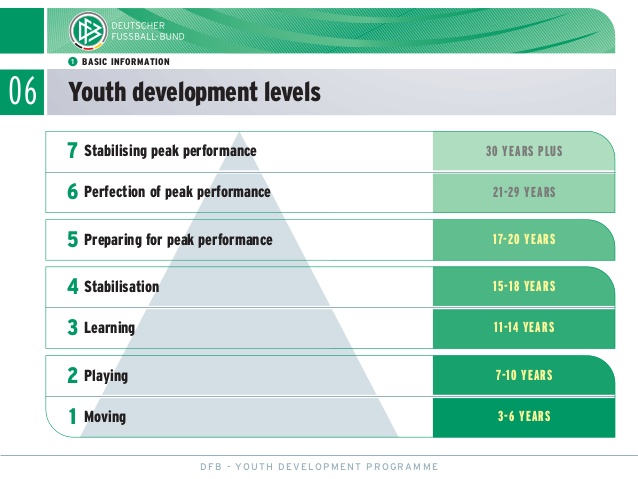 DEUTSCHER
FUSSBALL-BUND
1 BASIC INFORMATION
06 Youth development levels
7 Stabilising peak performance 30 YEARS PLUS
6 Perfection of peak performance 21-29 YEARS
5 Preparing for peak performance 17-20 YEARS
4 Stabilisation 15-18 YEARS
3 Learning 11-14 YEARS
2 Playing 7-10 YEARS
1 Moving 3-6 YEARS
DFB - YOUTH DEVELOPMENT PROGRAMME